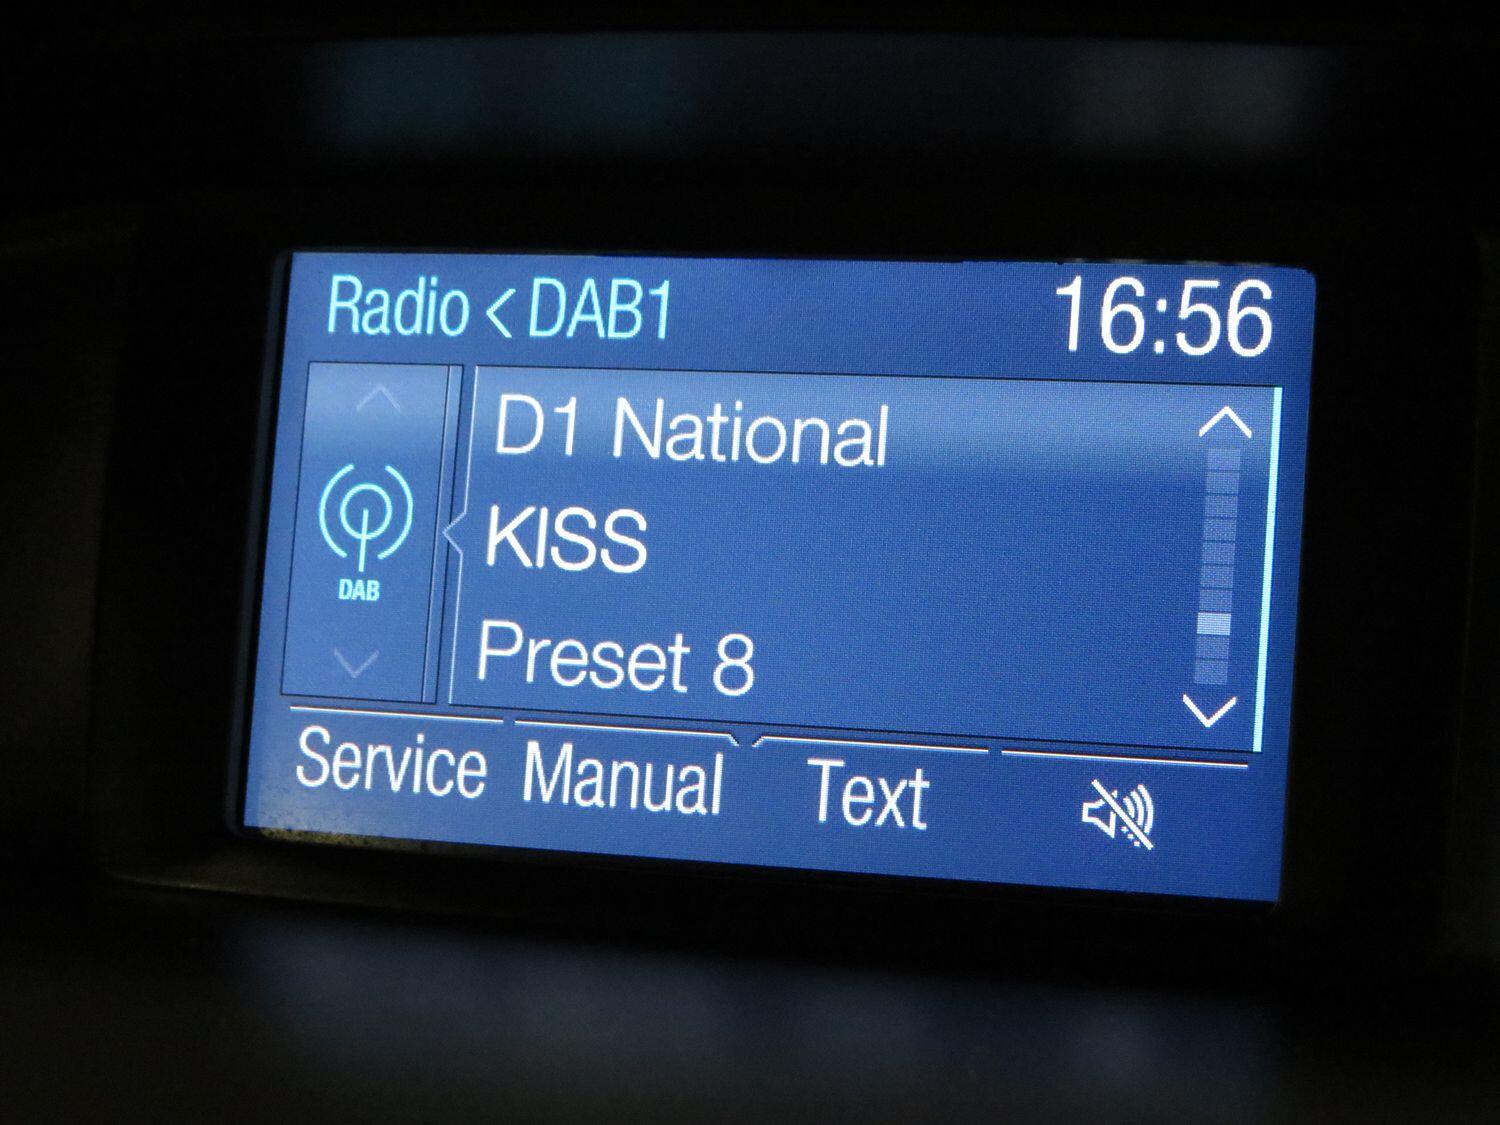 Radio < DAB1 16:56
D1 National
KISS
DAB
Preset 8
Service Manual Text